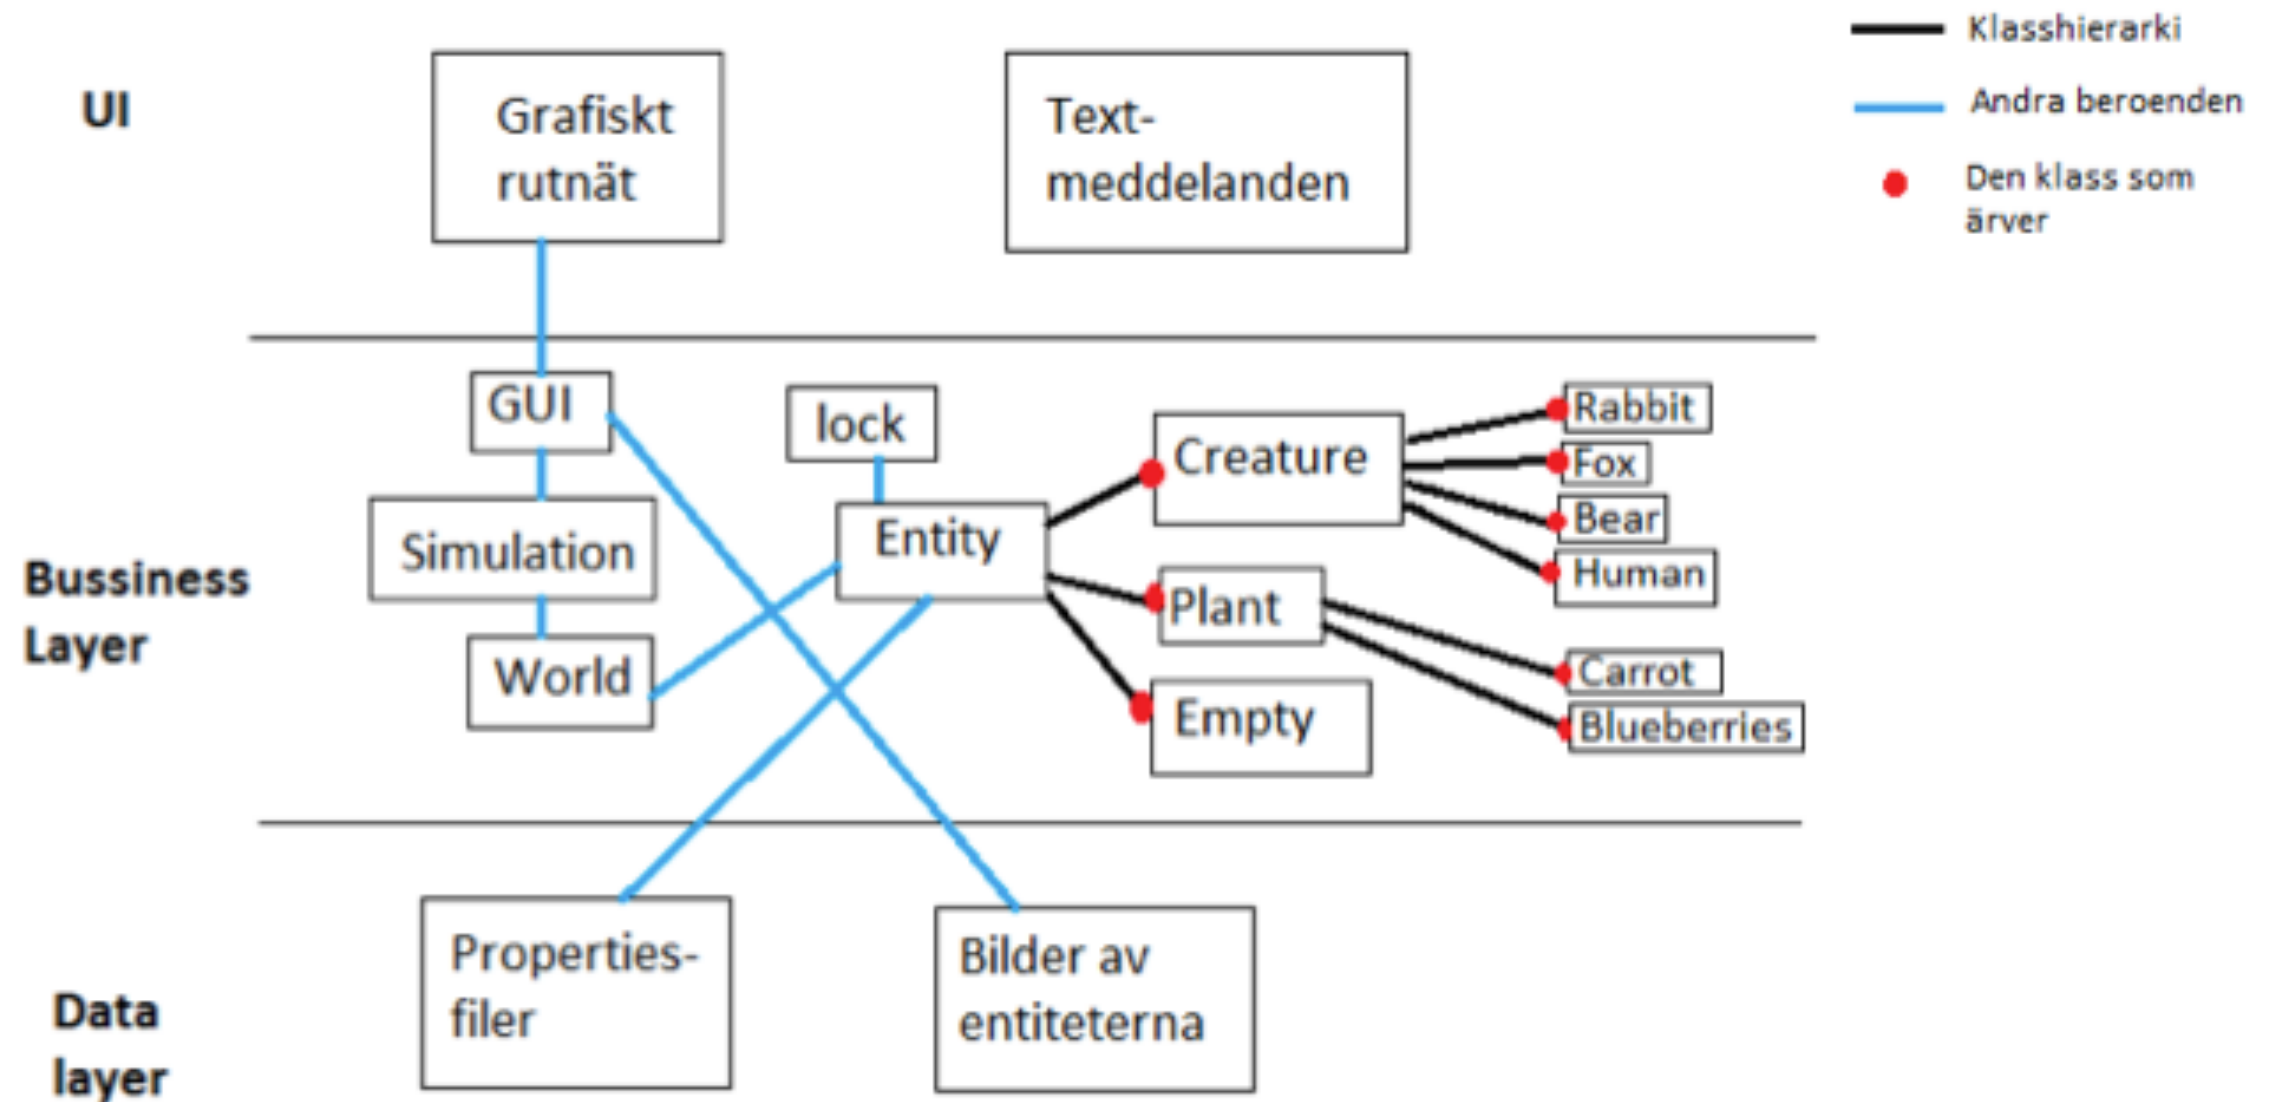 Klasshierarki
Andra beroenden
Den klass som
ärver
UI
Grafiskt
rutnät
Text-
meddelanden
Bussiness
Layer
GUI
Simulation
World
lock
Entity
Creature
Plant
Empty
Rabbit
Fox
Bear
Human
Carrot
Blueberries
Data
layer
Properties-
filer
Bilder av
entiteterna